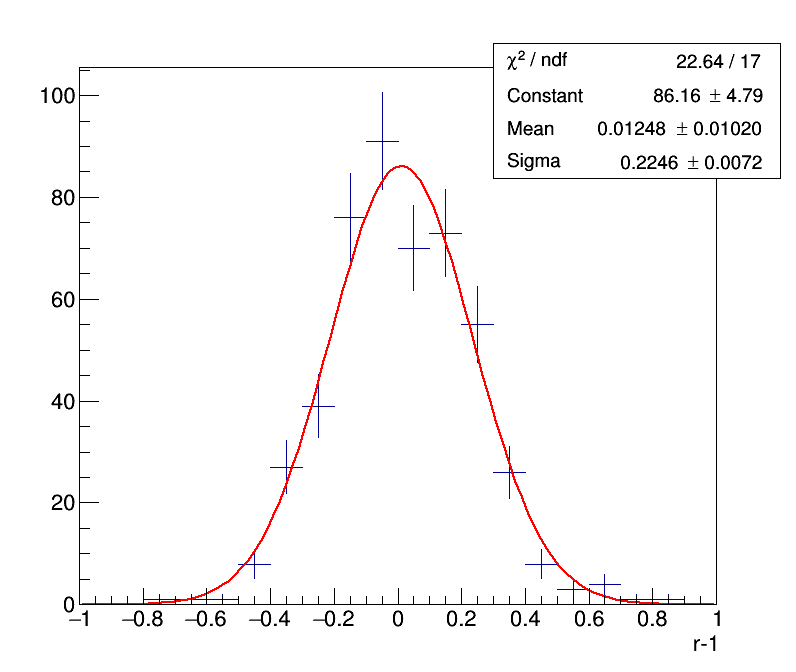 χ² / ndf 22.64 / 17
Constant 86.16 ± 4.79
Mean 0.01248 ± 0.01020
Sigma 0.2246 ± 0.0072
100
80
60
40
20
0
−1 −0.8 −0.6 −0.4 −0.2 0 0.2 0.4 0.6 0.8 1
r-1